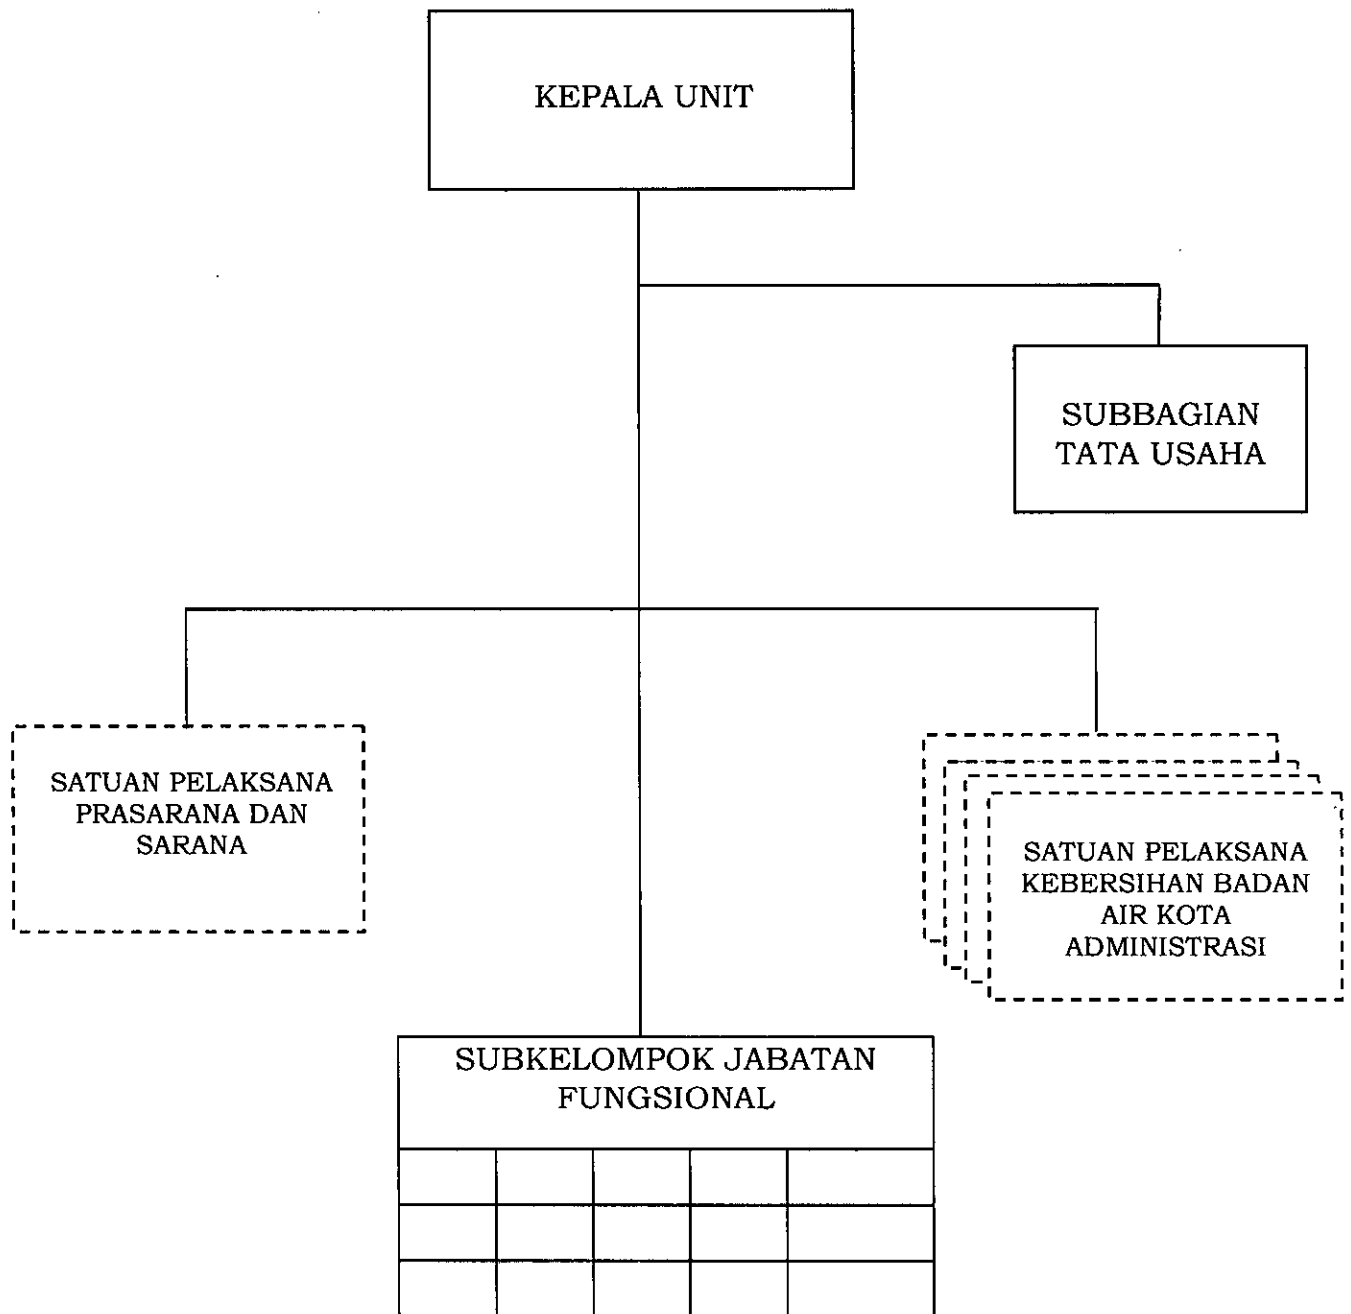 KEPALA UNIT
SUBBAGIAN
TATA USAHA
SATUAN PELAKSANA
PRASARANA DAN
SARANA
SATUAN PELAKSANA
KEBERSIHAN BADAN
AIR KOTA
ADMINISTRASI
SUBKELOMPOK JABATAN
FUNGSIONAL